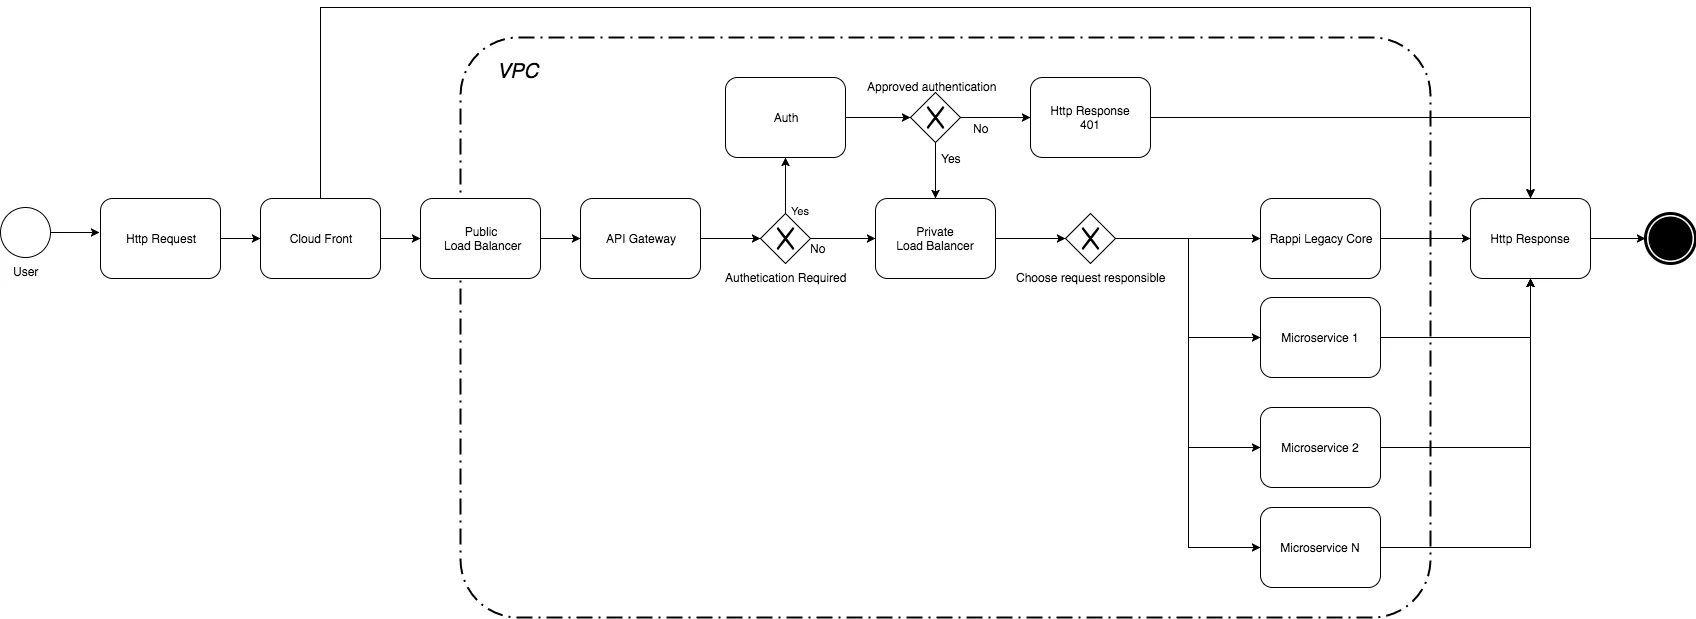 VPC
Approved authentication
Auth
Http Response
401
No
Yes
Yes
Http Request
Cloud Front
Public
Load Balancer
API Gateway
No
Private
Load Balancer
Rappi Legacy Core
Http Response
User
Authetication Required
Choose request responsible
Microservice 1
Microservice 2
Microservice N